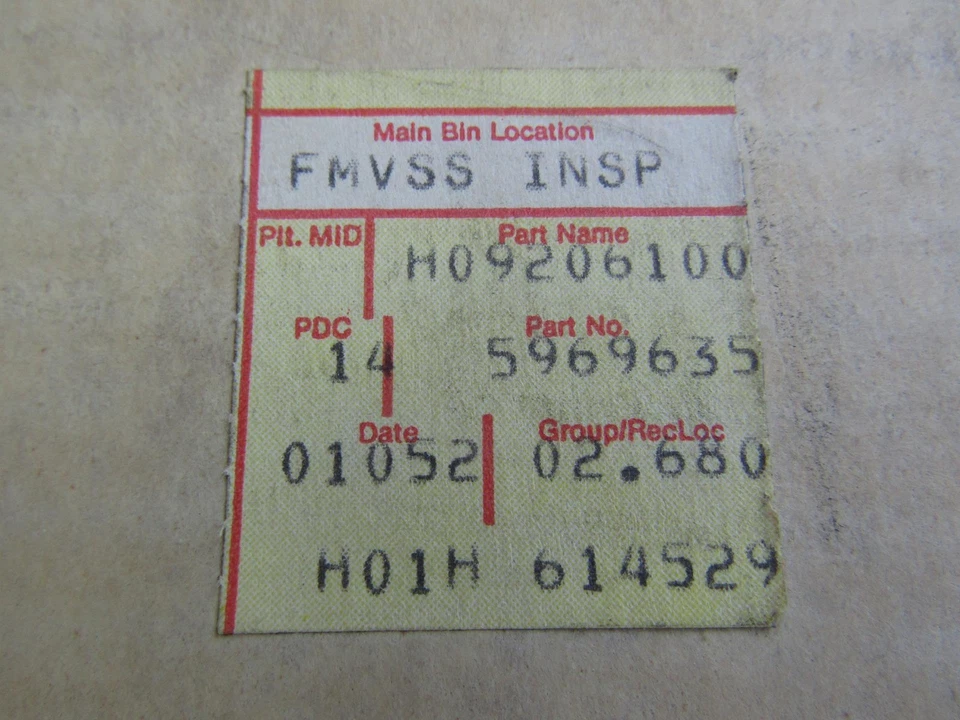 Main Bin Location
FMVSS INSP
Plt. MID Part Name
H09206100
PDC Part No.
14 5969635
Date Group/RecLoc
01052 02.680
H01H 614529